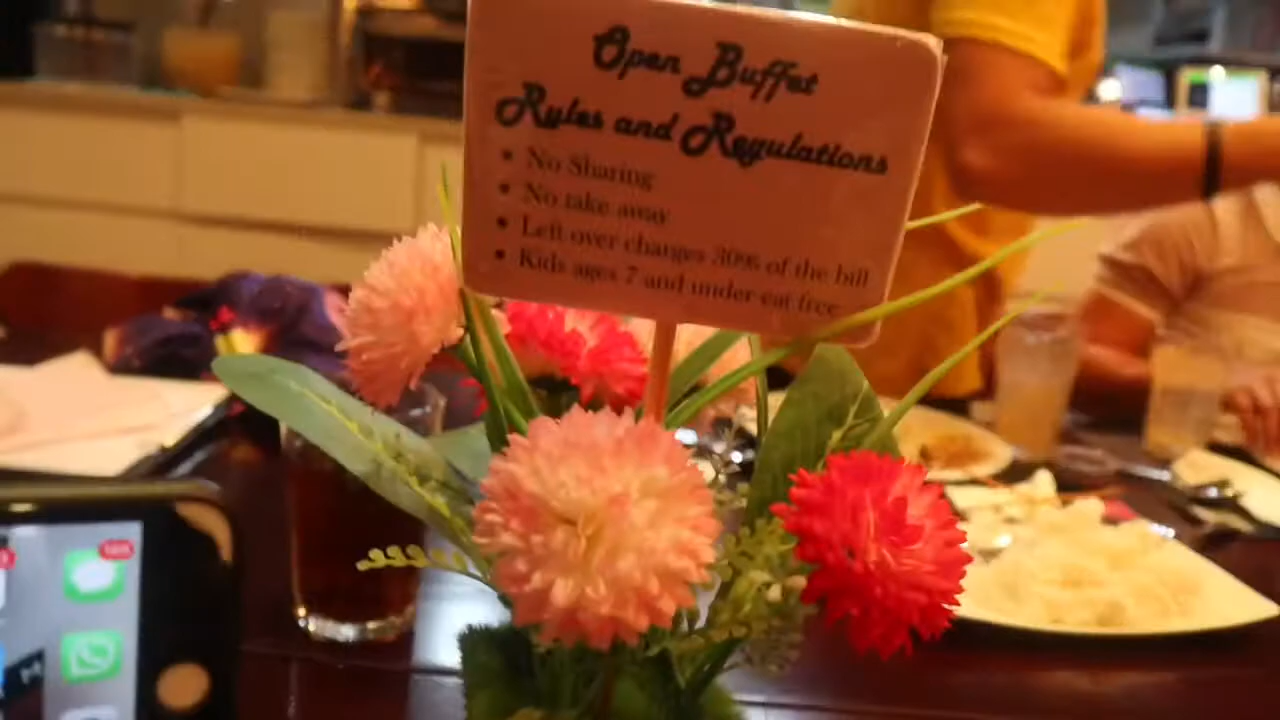 Open Buffet
Rules and Regulations
• No Sharing
• No take away
• Left over charges 30% of the bill
• Kids ages 7 and under eat free